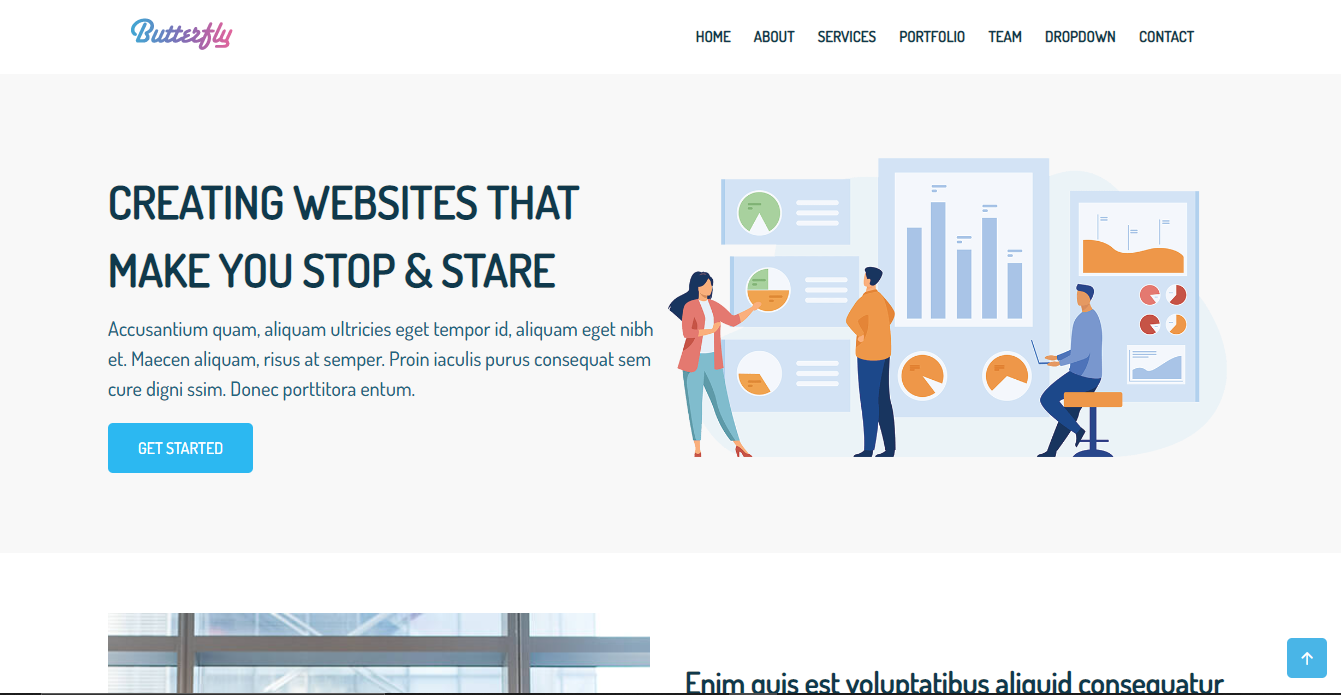 Butterfly
HOME ABOUT SERVICES PORTFOLIO TEAM DROPDOWN CONTACT
CREATING WEBSITES THAT
MAKE YOU STOP & STARE
Accusantium quam, aliquam ultricies eget tempor id, aliquam eget nibh
et. Maecen aliquam, risus at semper. Proin iaculis purus consequat sem
cure digni ssim. Donec porttitora entum.
GET STARTED
Enim quis est voluptatibus aliquid consequatur